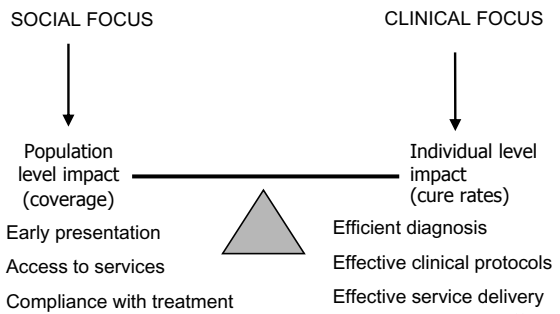 SOCIAL FOCUS
CLINICAL FOCUS
Population
level impact
(coverage)
Individual level
impact
(cure rates)
Early presentation
Access to services
Compliance with treatment
Efficient diagnosis
Effective clinical protocols
Effective service delivery